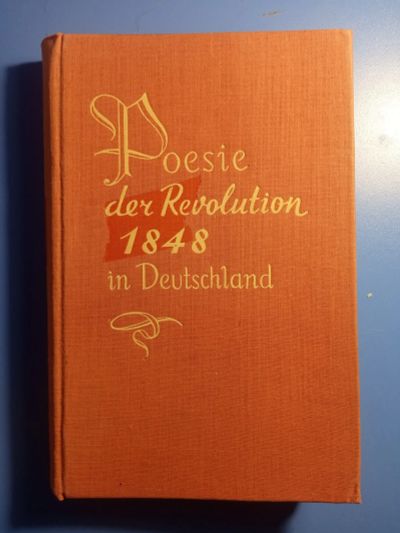 Poesie
der Revolution
1848
in Deutschland